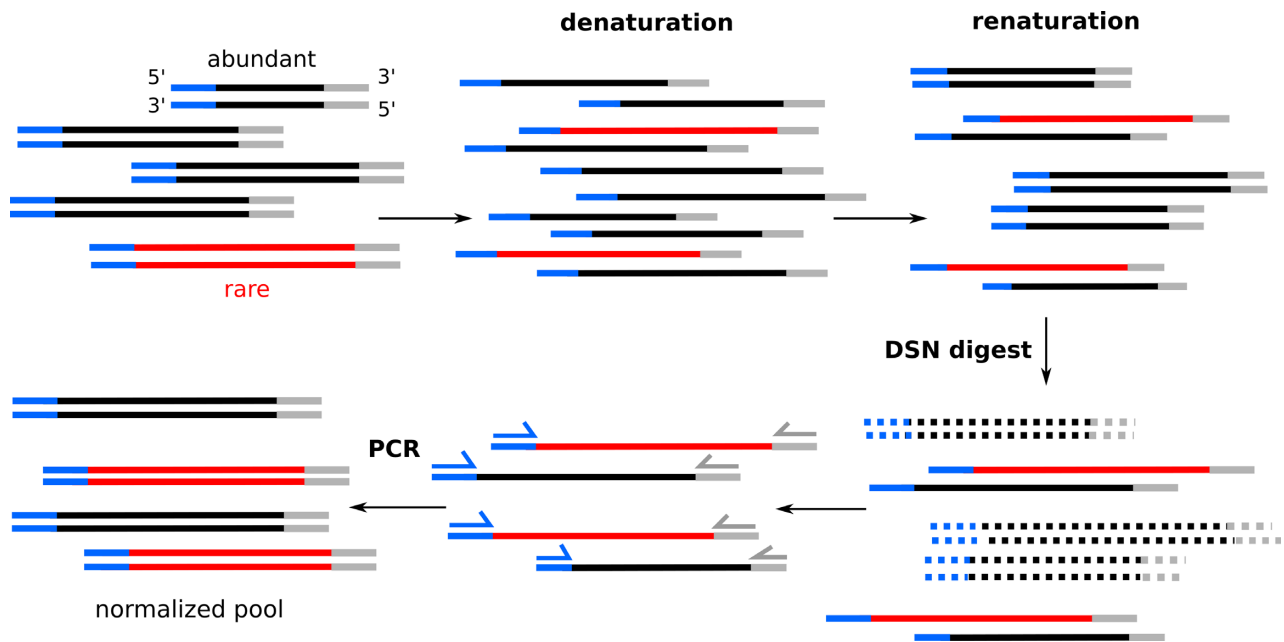 denaturation
renaturation
abundant
5' 3'
3' 5'
rare
DSN digest
PCR
normalized pool